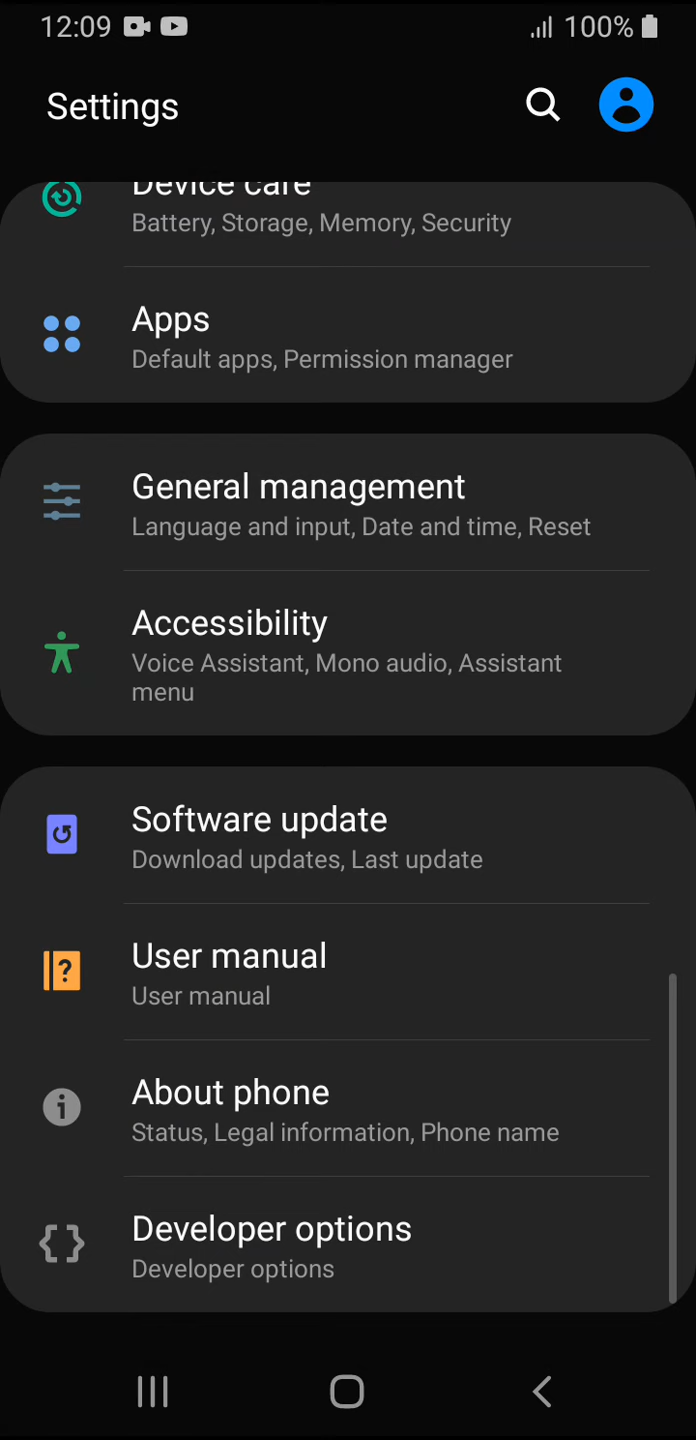 12:09 100%
Settings
Device care
Battery, Storage, Memory, Security
Apps
Default apps, Permission manager
General management
Language and input, Date and time, Reset
Accessibility
Voice Assistant, Mono audio, Assistant
menu
Software update
Download updates, Last update
User manual
User manual
About phone
Status, Legal information, Phone name
Developer options
Developer options